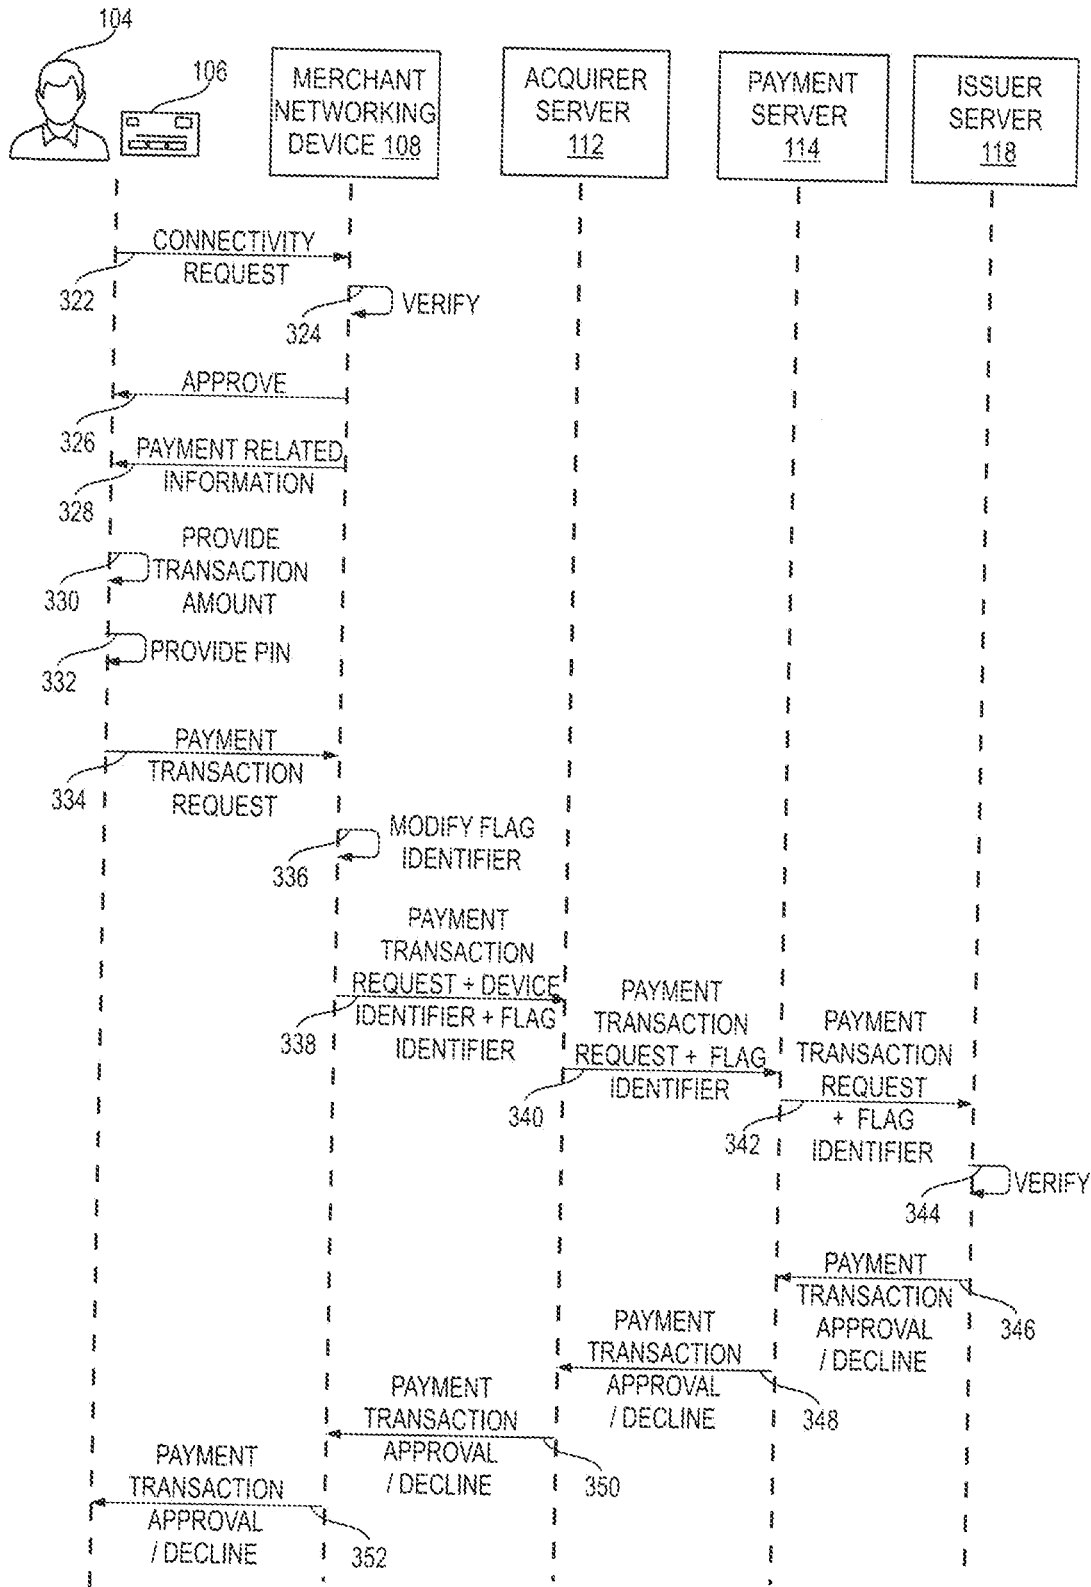 104
106
MERCHANT
NETWORKING
DEVICE 108
ACQUIRER
SERVER
112
PAYMENT
SERVER
114
ISSUER
SERVER
118
CONNECTIVITY
REQUEST
322
324
VERIFY
APPROVE
326
PAYMENT RELATED
INFORMATION
328
PROVIDE
TRANSACTION
AMOUNT
330
PROVIDE PIN
332
PAYMENT
TRANSACTION
REQUEST
334
MODIFY FLAG
IDENTIFIER
336
PAYMENT
TRANSACTION
REQUEST + DEVICE
IDENTIFIER + FLAG
IDENTIFIER
338
PAYMENT
TRANSACTION
REQUEST + FLAG
IDENTIFIER
340
PAYMENT
TRANSACTION
REQUEST
+ FLAG
IDENTIFIER
342
VERIFY
344
PAYMENT
TRANSACTION
APPROVAL
/ DECLINE
346
PAYMENT
TRANSACTION
APPROVAL
/ DECLINE
348
PAYMENT
TRANSACTION
APPROVAL
/ DECLINE
350
PAYMENT
TRANSACTION
APPROVAL
/ DECLINE
352